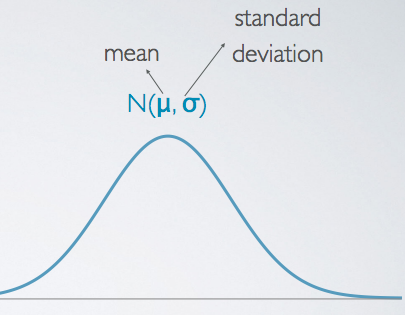 standard
deviation
mean
N(μ, σ)